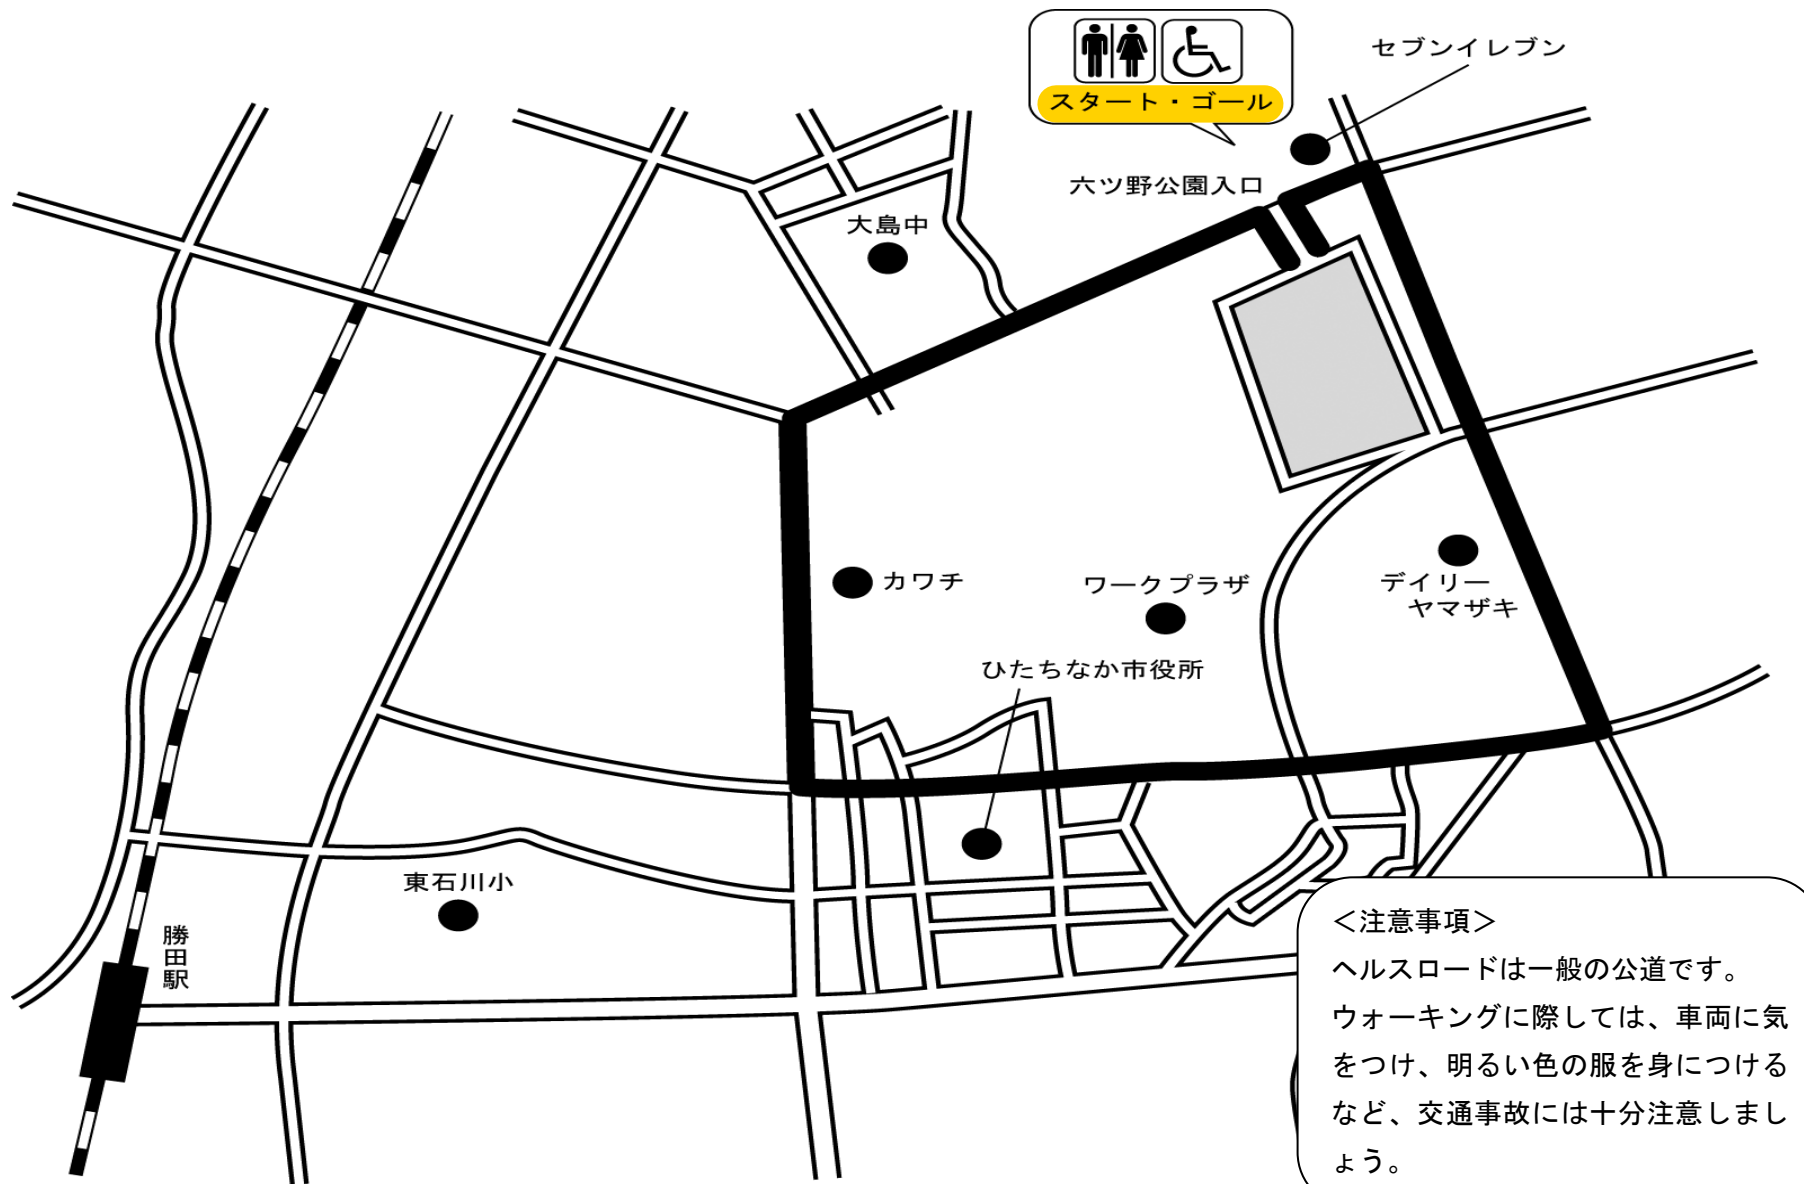 セブンイレブン
スタート・ゴール
六ツ野公園入口
大島中
カワチ
ワークプラザ
デイリー
ヤマザキ
ひたちなか市役所
東石川小
勝田駅
＜注意事項＞
ヘルスロードは一般の公道です。
ウォーキングに際しては、車両に気
をつけ、明るい色の服を身につける
など、交通事故には十分注意しまし
ょう。